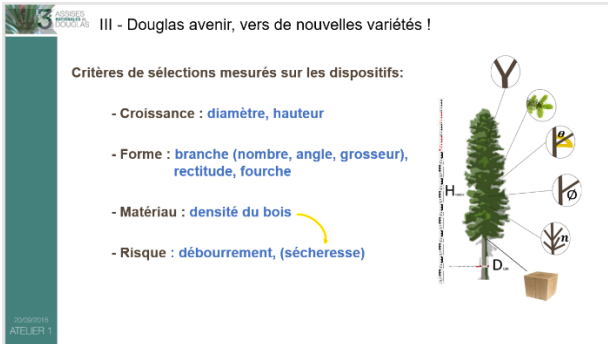 3 ASSISES
NATIONALES DU
DOUGLAS
III - Douglas avenir, vers de nouvelles variétés !
Critères de sélections mesurés sur les dispositifs:
- Croissance : diamètre, hauteur
- Forme : branche (nombre, angle, grosseur),
rectitude, fourche
- Matériau : densité du bois
- Risque : débourrement, (sécheresse)
θ
H
Ø
n
D
20/09/2018
ATELIER 1